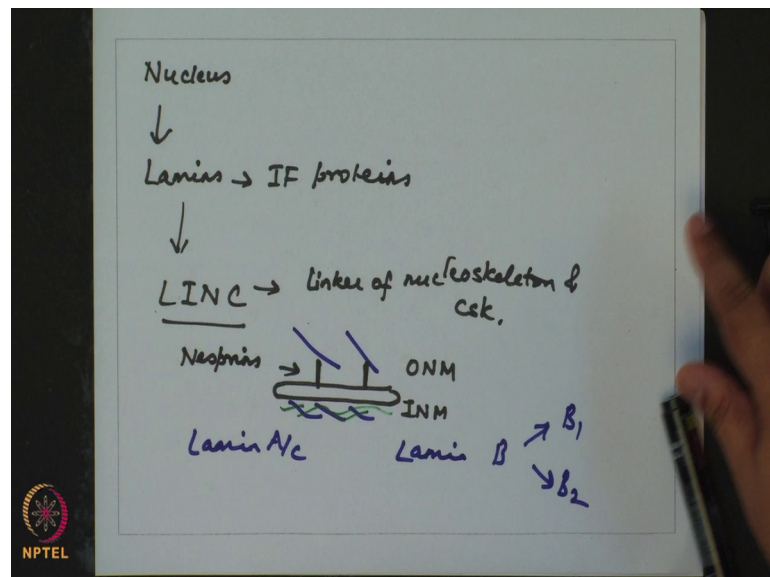 Nucleus
Lamins → IF proteins
LINC → Linker of nucleoskeleton &
csk.
Nesprins → ONM
INM
Lamin A/c Lamin B B1
B2
NPTEL